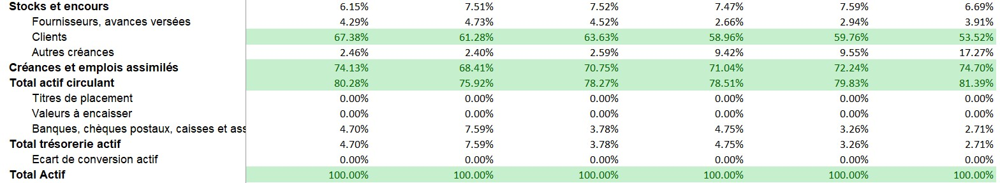 Stocks et encours 6.15% 7.51% 7.52% 7.47% 7.59% 6.69%
Fournisseurs, avances versées 4.29% 4.73% 4.52% 2.66% 2.94% 3.91%
Clients 67.38% 61.28% 63.63% 58.96% 59.76% 53.52%
Autres créances 2.46% 2.40% 2.59% 9.42% 9.55% 17.27%
Créances et emplois assimilés 74.13% 68.41% 70.75% 71.04% 72.24% 74.70%
Total actif circulant 80.28% 75.92% 78.27% 78.51% 79.83% 81.39%
Titres de placement 0.00% 0.00% 0.00% 0.00% 0.00% 0.00%
Valeurs à encaisser 0.00% 0.00% 0.00% 0.00% 0.00% 0.00%
Banques, chèques postaux, caisses et ass 4.70% 7.59% 3.78% 4.75% 3.26% 2.71%
Total trésorerie actif 4.70% 7.59% 3.78% 4.75% 3.26% 2.71%
Ecart de conversion actif 0.00% 0.00% 0.00% 0.00% 0.00% 0.00%
Total Actif 100.00% 100.00% 100.00% 100.00% 100.00% 100.00%